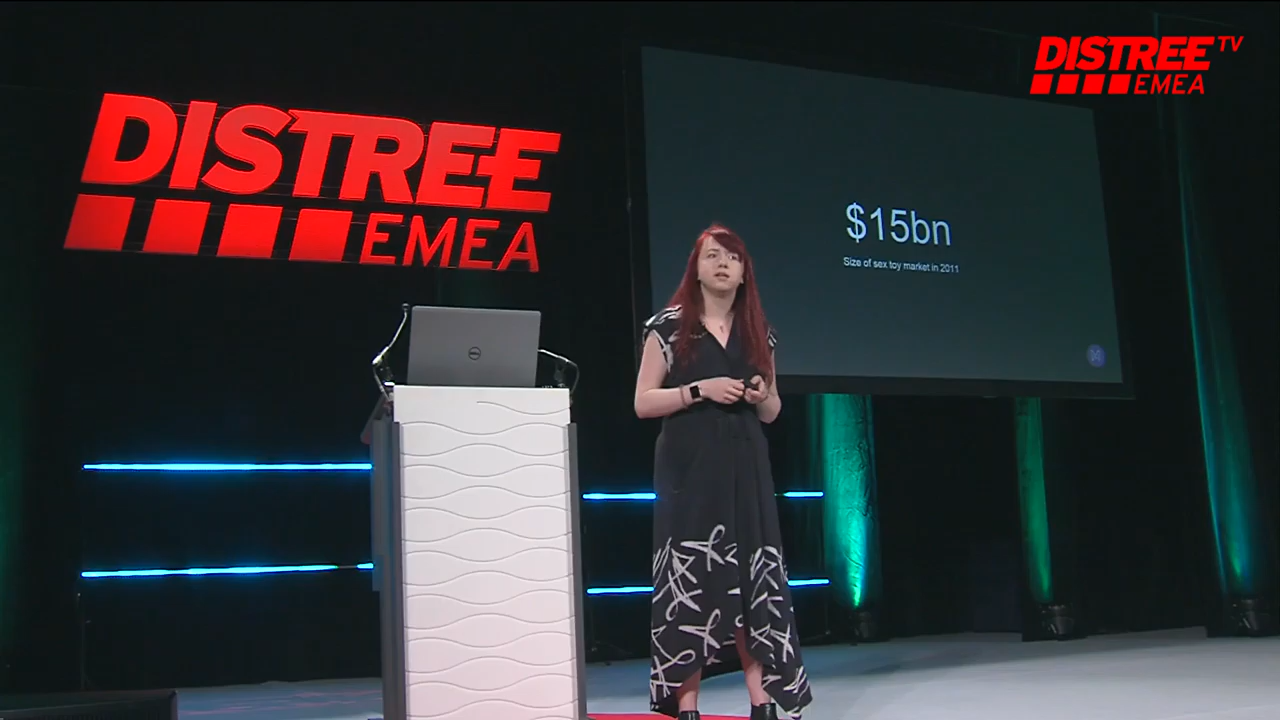 DISTREE TV
EMEA
DISTREE
EMEA
$15bn
Size of sex toy market in 2011
DELL